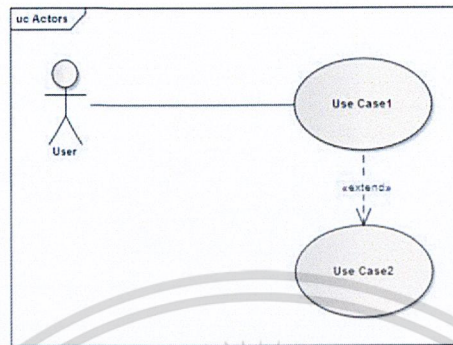 uc Actors
User
Use Case1
«extend»
Use Case2